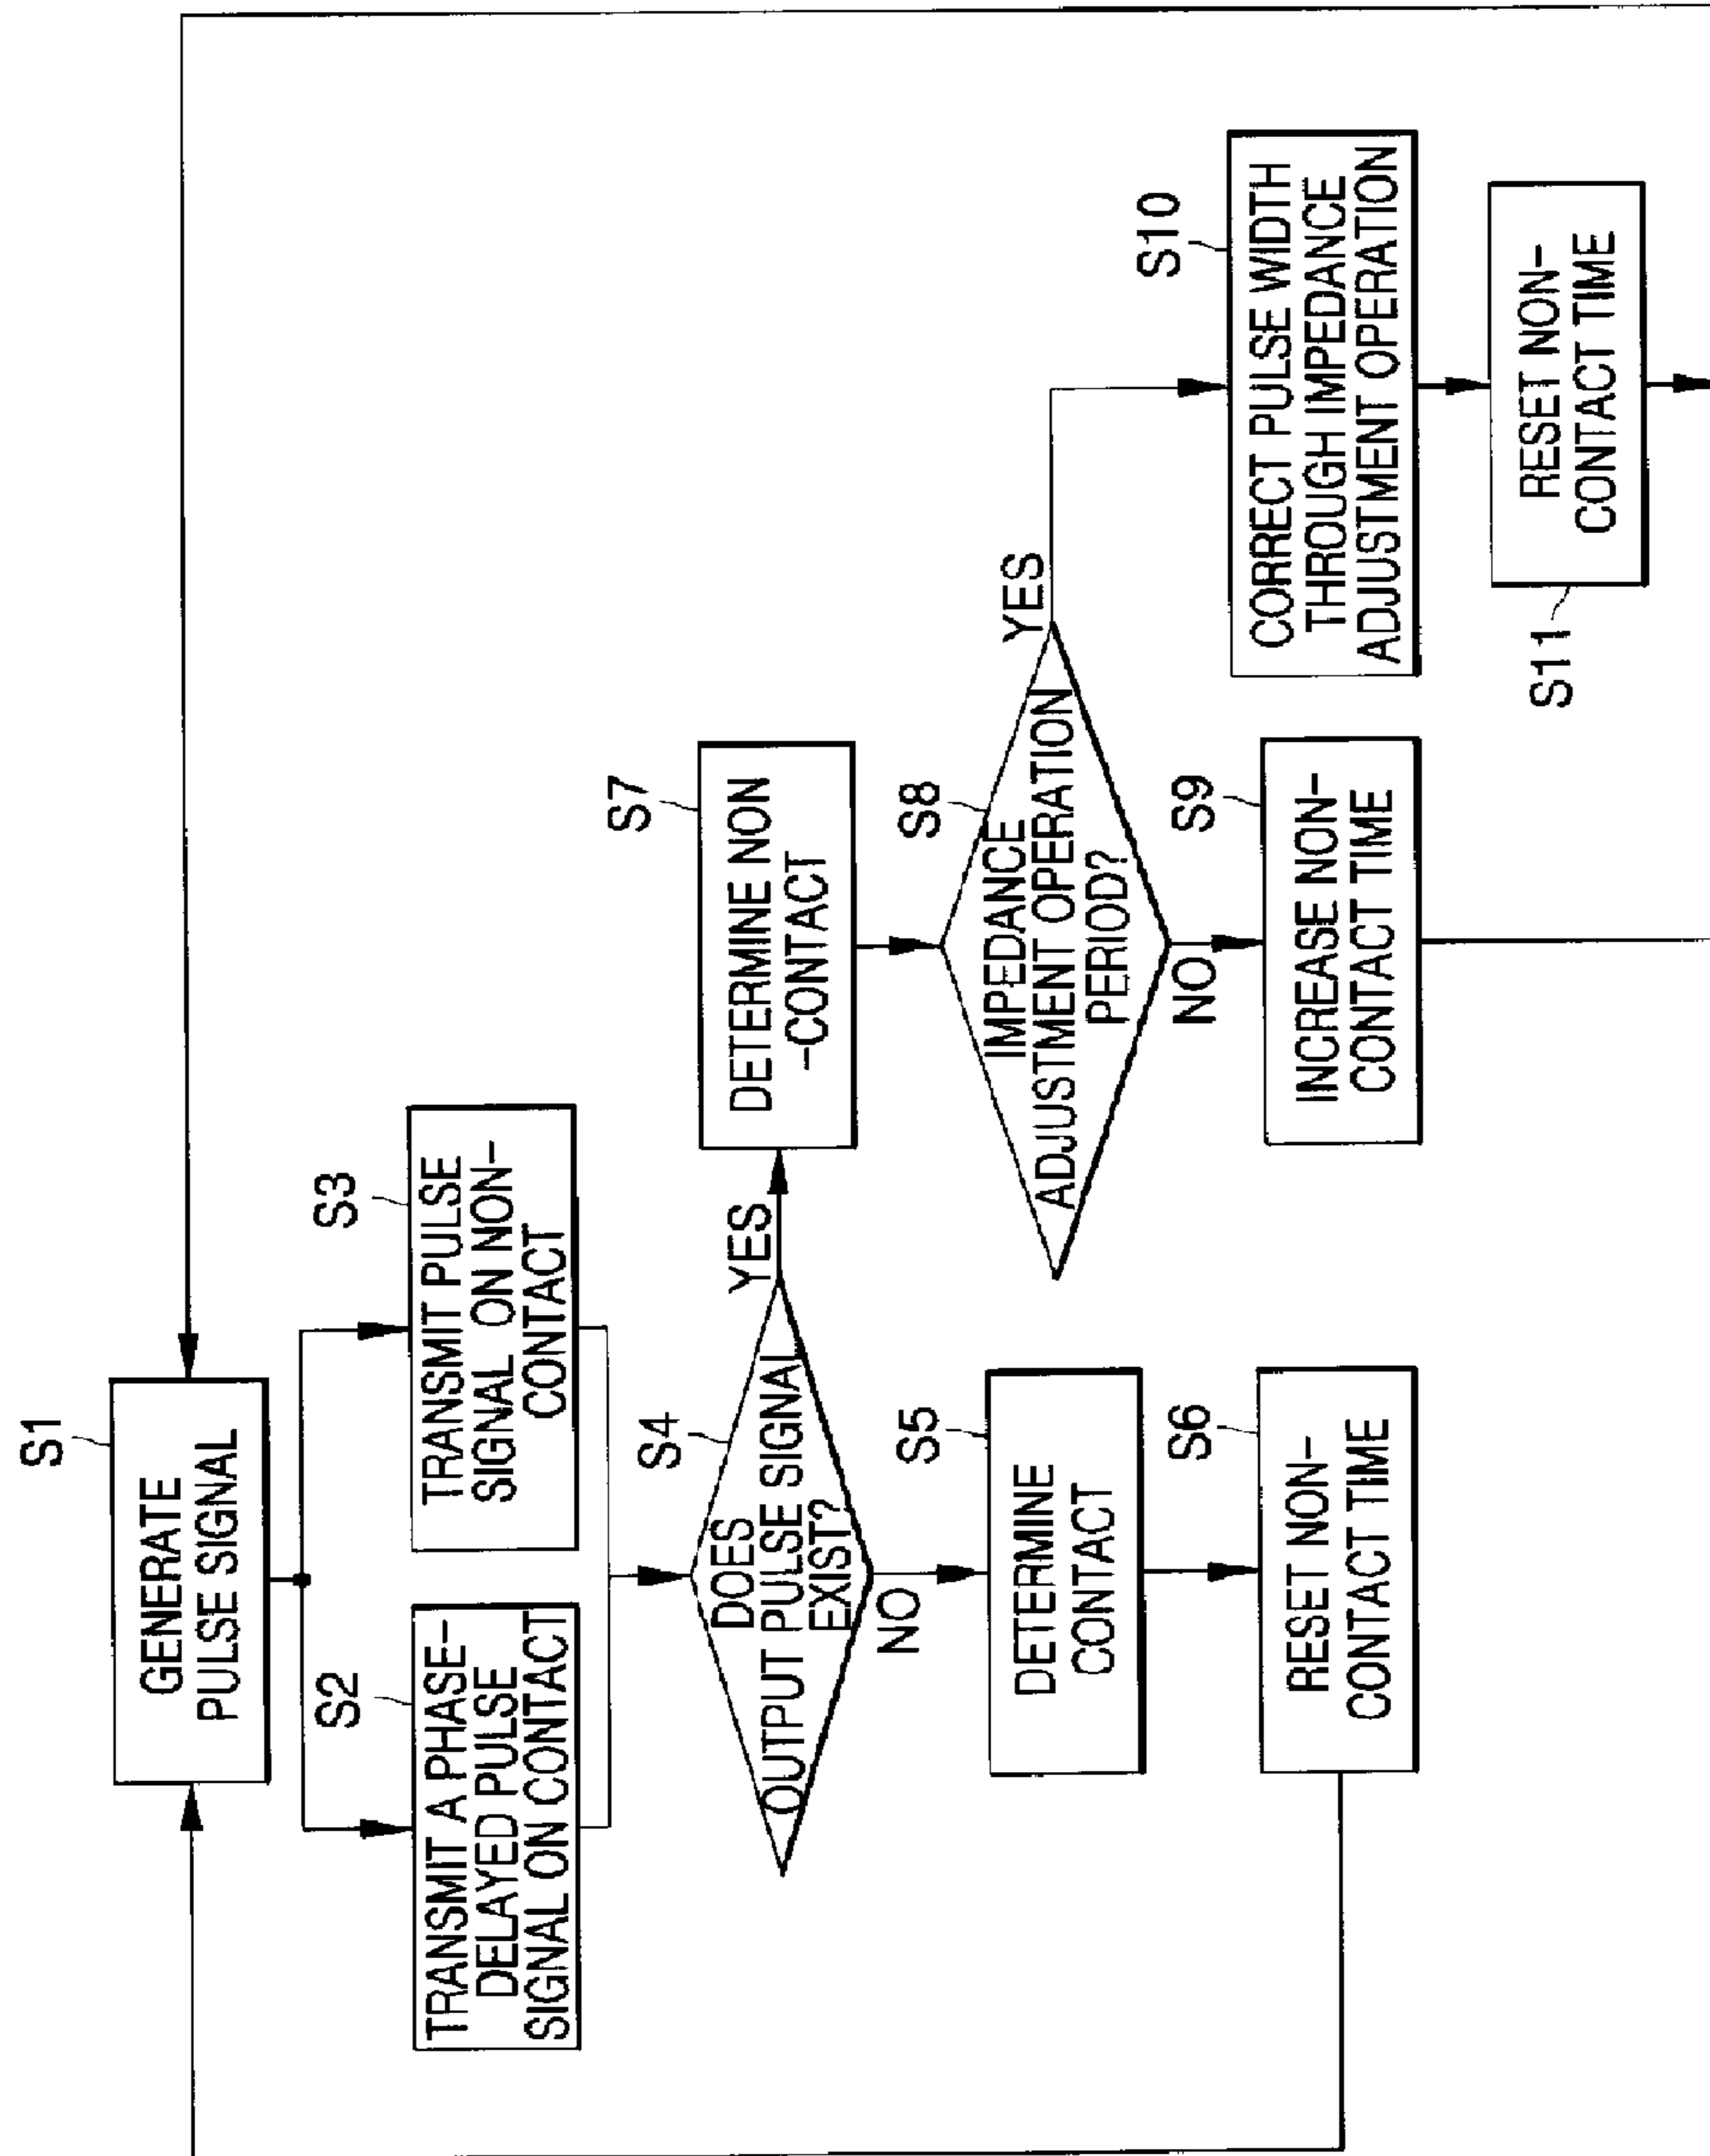 S1
GENERATE
PULSE SIGNAL
S2
TRANSMIT A PHASE-
DELAYED PULSE
SIGNAL ON CONTACT
S3
TRANSMIT PULSE
SIGNAL ON NON-
CONTACT
S4
DOES
OUTPUT PULSE SIGNAL
EXIST?
YES
NO
S5
DETERMINE
CONTACT
S6
RESET NON-
CONTACT TIME
S7
DETERMINE NON
-CONTACT
S8
IMPEDANCE
ADJUSTMENT OPERATION
PERIOD?
YES
NO
S9
INCREASE NON-
CONTACT TIME
S10
CORRECT PULSE WIDTH
THROUGH IMPEDANCE
ADJUSTMENT OPERATION
S11
RESET NON-
CONTACT TIME